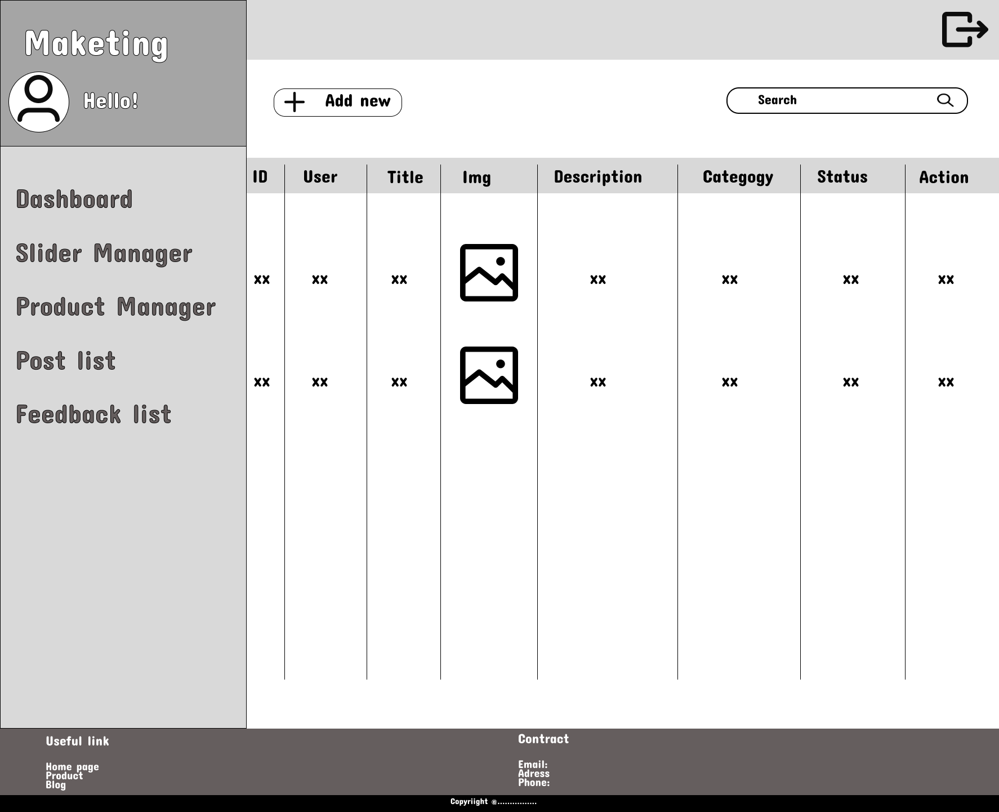 Maketing
Hello!
Add new
Search
ID User Title Img Description Categogy Status Action
Dashboard
Slider Manager
xx xx xx xx xx xx xx
Product Manager
Post list
xx xx xx xx xx xx xx
Feedback list
Useful link
Home page
Product
Blog
Contract
Email:
Adress
Phone:
Copyriight @................